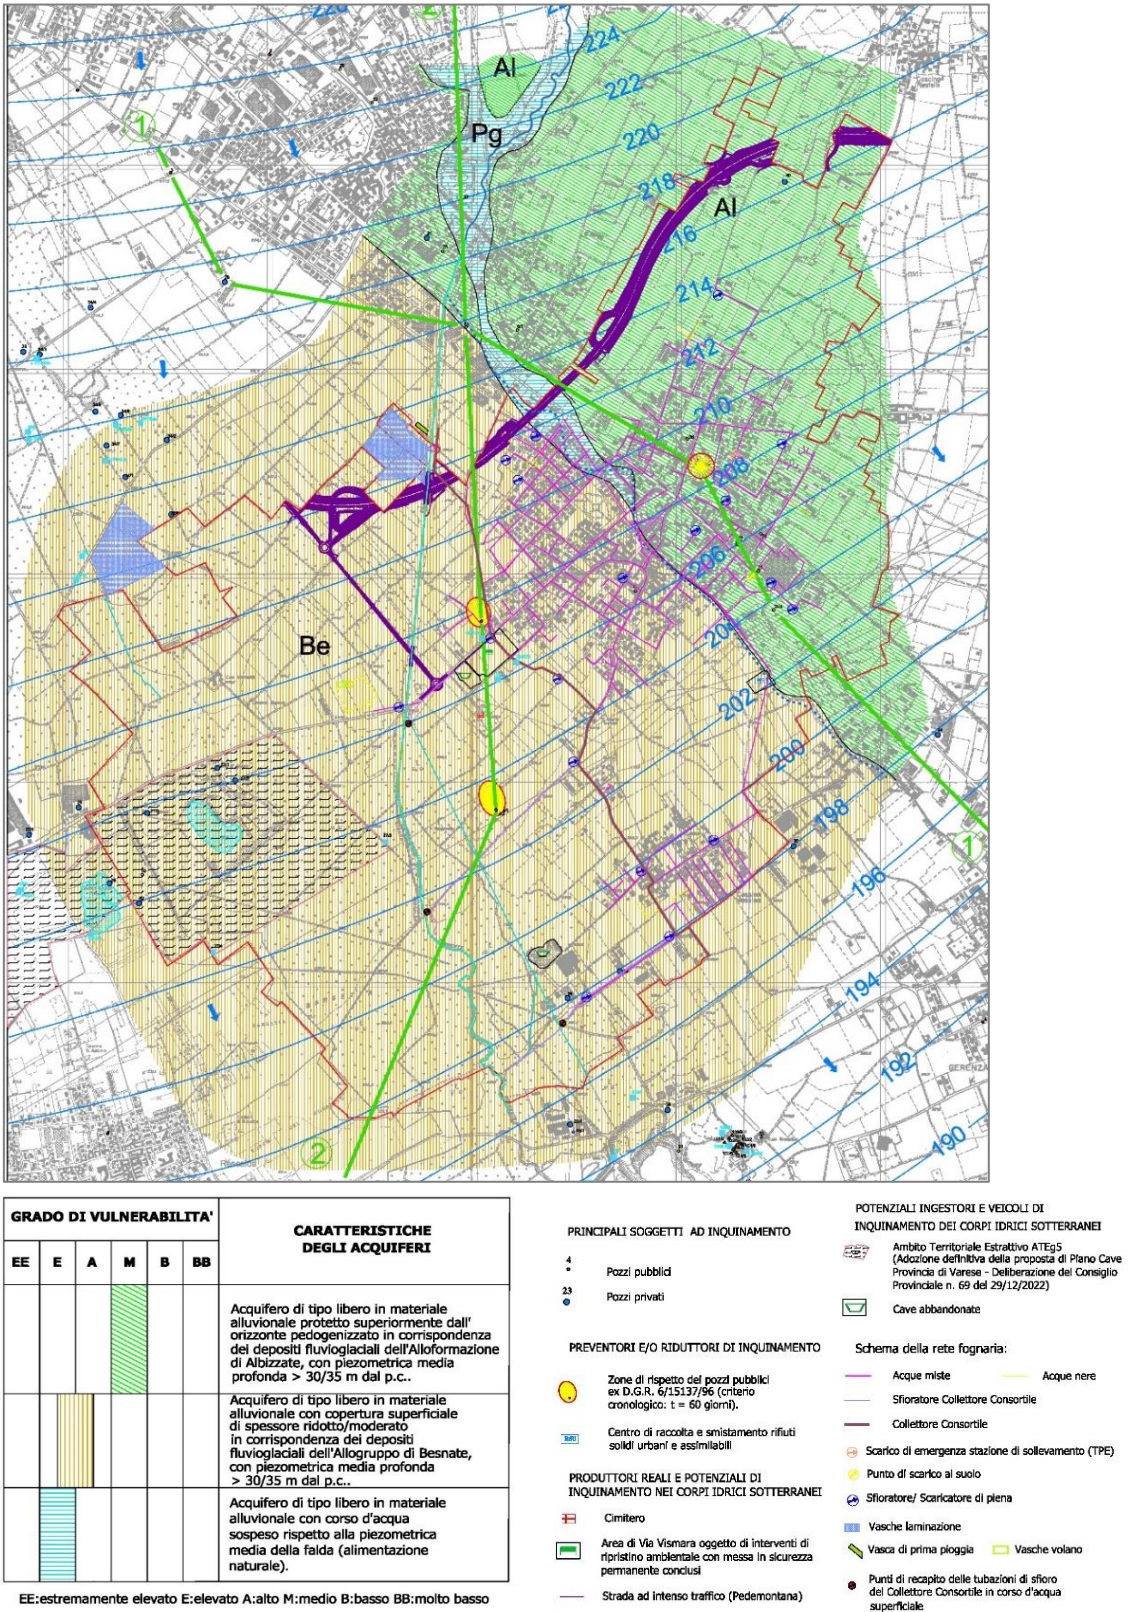 2
220
224
Al
222
1
Pg
220
218
Al
216
214
212
210
208
206
Be
202
200
198
1
196
194
192
GERENZA
190
2
GRADO DI VULNERABILITA'
CARATTERISTICHE
DEGLI ACQUIFERI
EE E A M B BB
Acquifero di tipo libero in materiale
alluvionale protetto superiormente dall'
orizzonte pedogenizzato in corrispondenza
dei depositi fluvioglaciali dell'Alloformazione
di Albizzate, con piezometrica media
profonda > 30/35 m dal p.c..
Acquifero di tipo libero in materiale
alluvionale con copertura superficiale
di spessore ridotto/moderato
in corrispondenza dei depositi
fluvioglaciali dell'Allogruppo di Besnate,
con piezometrica media profonda
> 30/35 m dal p.c..
Acquifero di tipo libero in materiale
alluvionale con corso d'acqua
sospeso rispetto alla piezometrica
media della falda (alimentazione
naturale).
EE:estremamente elevato E:elevato A:alto M:medio B:basso BB:molto basso
PRINCIPALI SOGGETTI AD INQUINAMENTO
4
Pozzi pubblici
23
Pozzi privati
PREVENTORI E/O RIDUTTORI DI INQUINAMENTO
Zone di rispetto dei pozzi pubblici
ex D.G.R. 6/15137/96 (criterio
cronologico: t = 60 giorni).
Centro di raccolta e smistamento rifiuti
solidi urbani e assimilabili
PRODUTTORI REALI E POTENZIALI DI
INQUINAMENTO NEI CORPI IDRICI SOTTERRANEI
Cimitero
Area di Via Vismara oggetto di interventi di
ripristino ambientale con messa in sicurezza
permanente conclusi
Strada ad intenso traffico (Pedemontana)
POTENZIALI INGESTORI E VEICOLI DI
INQUINAMENTO DEI CORPI IDRICI SOTTERRANEI
Ambito Territoriale Estrattivo ATEg5
(Adozione definitiva della proposta di Piano Cave
Provincia di Varese - Deliberazione del Consiglio
Provinciale n. 69 del 29/12/2022)
Cave abbandonate
Schema della rete fognaria:
Acque miste
Acque nere
Sfioratore Collettore Consortile
Collettore Consortile
Scarico di emergenza stazione di sollevamento (TPE)
Punto di scarico al suolo
Sfioratore/ Scaricatore di piena
Vasche laminazione
Vasca di prima pioggia
Vasche volano
Punti di recapito delle tubazioni di sfioro
del Collettore Consortile in corso d'acqua
superficiale